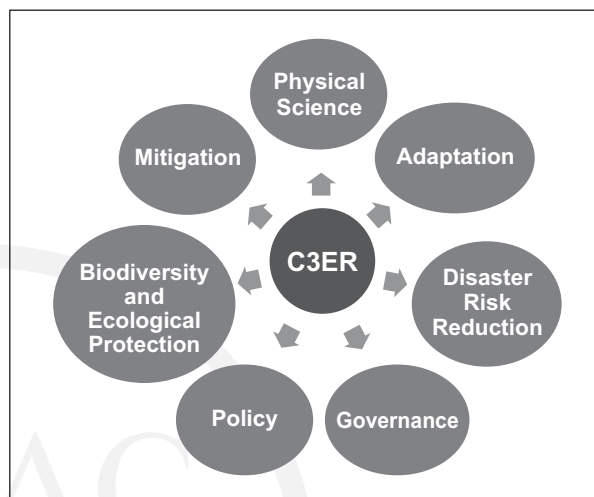 Physical
Science
Adaptation
Disaster
Risk
Reduction
Governance
Policy
Biodiversity
and
Ecological
Protection
Mitigation
C3ER